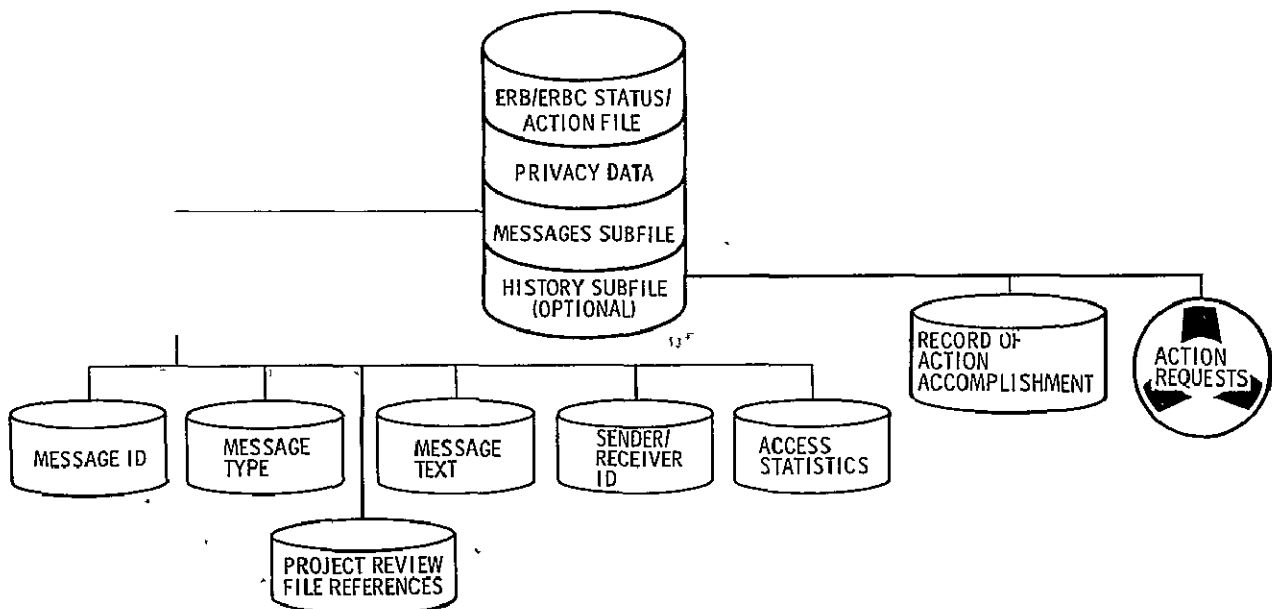 ERB/ERBC STATUS/
ACTION FILE
PRIVACY DATA
MESSAGES SUBFILE
HISTORY SUBFILE
(OPTIONAL)
RECORD OF
ACTION
ACCOMPLISHMENT
ACTION
REQUESTS
MESSAGE ID
MESSAGE
TYPE
MESSAGE
TEXT
SENDER/
RECEIVER
ID
ACCESS
STATISTICS
PROJECT REVIEW
FILE REFERENCES